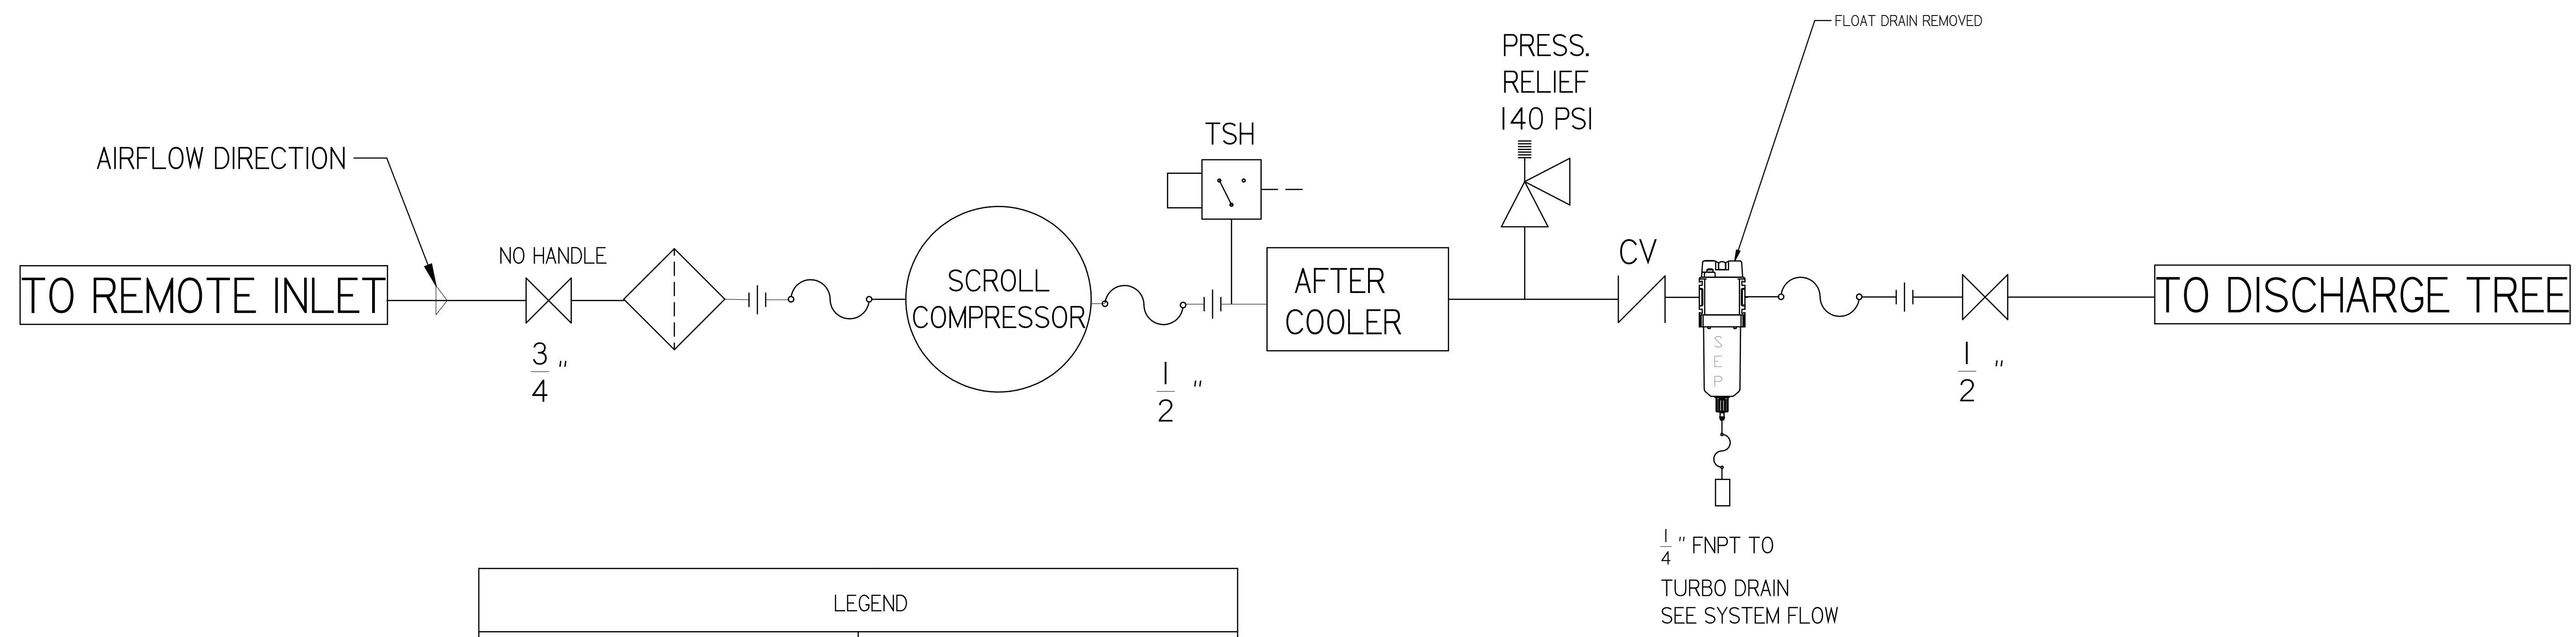 FLOAT DRAIN REMOVED
PRESS.
RELIEF
140 PSI
TSH
AIRFLOW DIRECTION
NO HANDLE
CV
TO REMOTE INLET
SCROLL
COMPRESSOR
AFTER
COOLER
TO DISCHARGE TREE
S
E
P
3/4 "
1/2 "
1/2 "
1/4 " FNPT TO
TURBO DRAIN
SEE SYSTEM FLOW
LEGEND